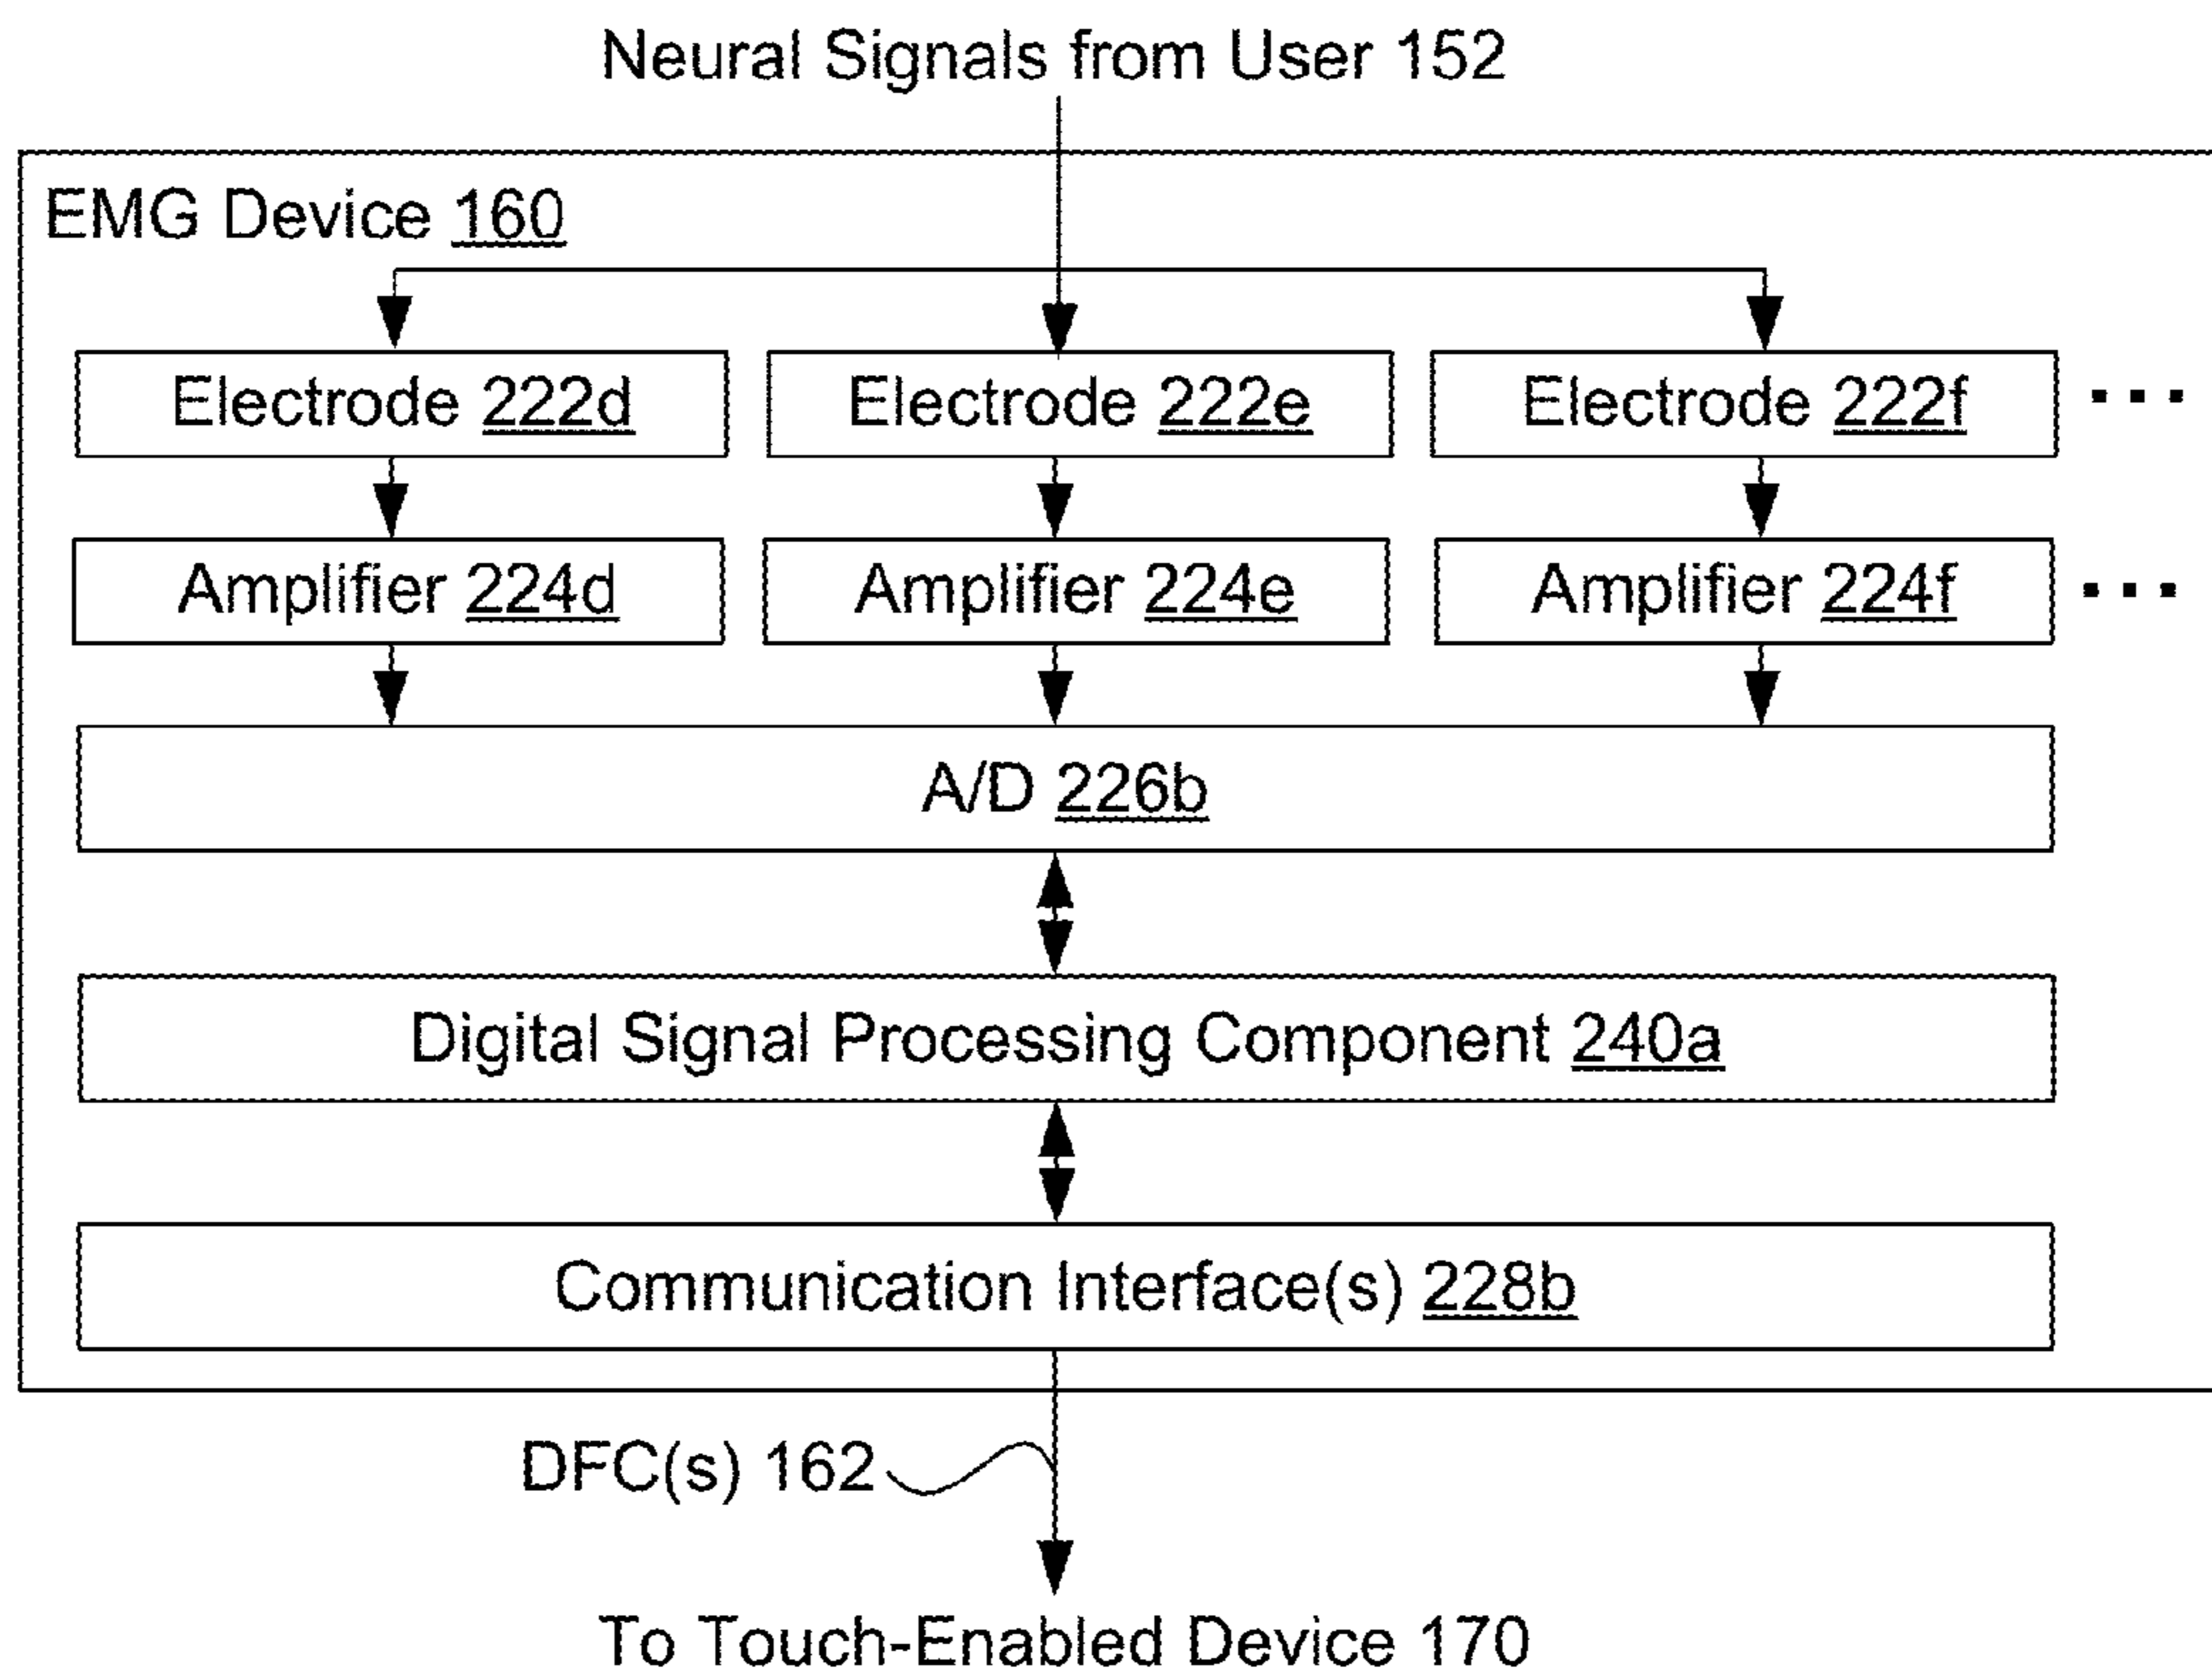 Neural Signals from User 152
EMG Device 160
Electrode 222d Electrode 222e Electrode 222f ...
Amplifier 224d Amplifier 224e Amplifier 224f ...
A/D 226b
Digital Signal Processing Component 240a
Communication Interface(s) 228b
DFC(s) 162
To Touch-Enabled Device 170